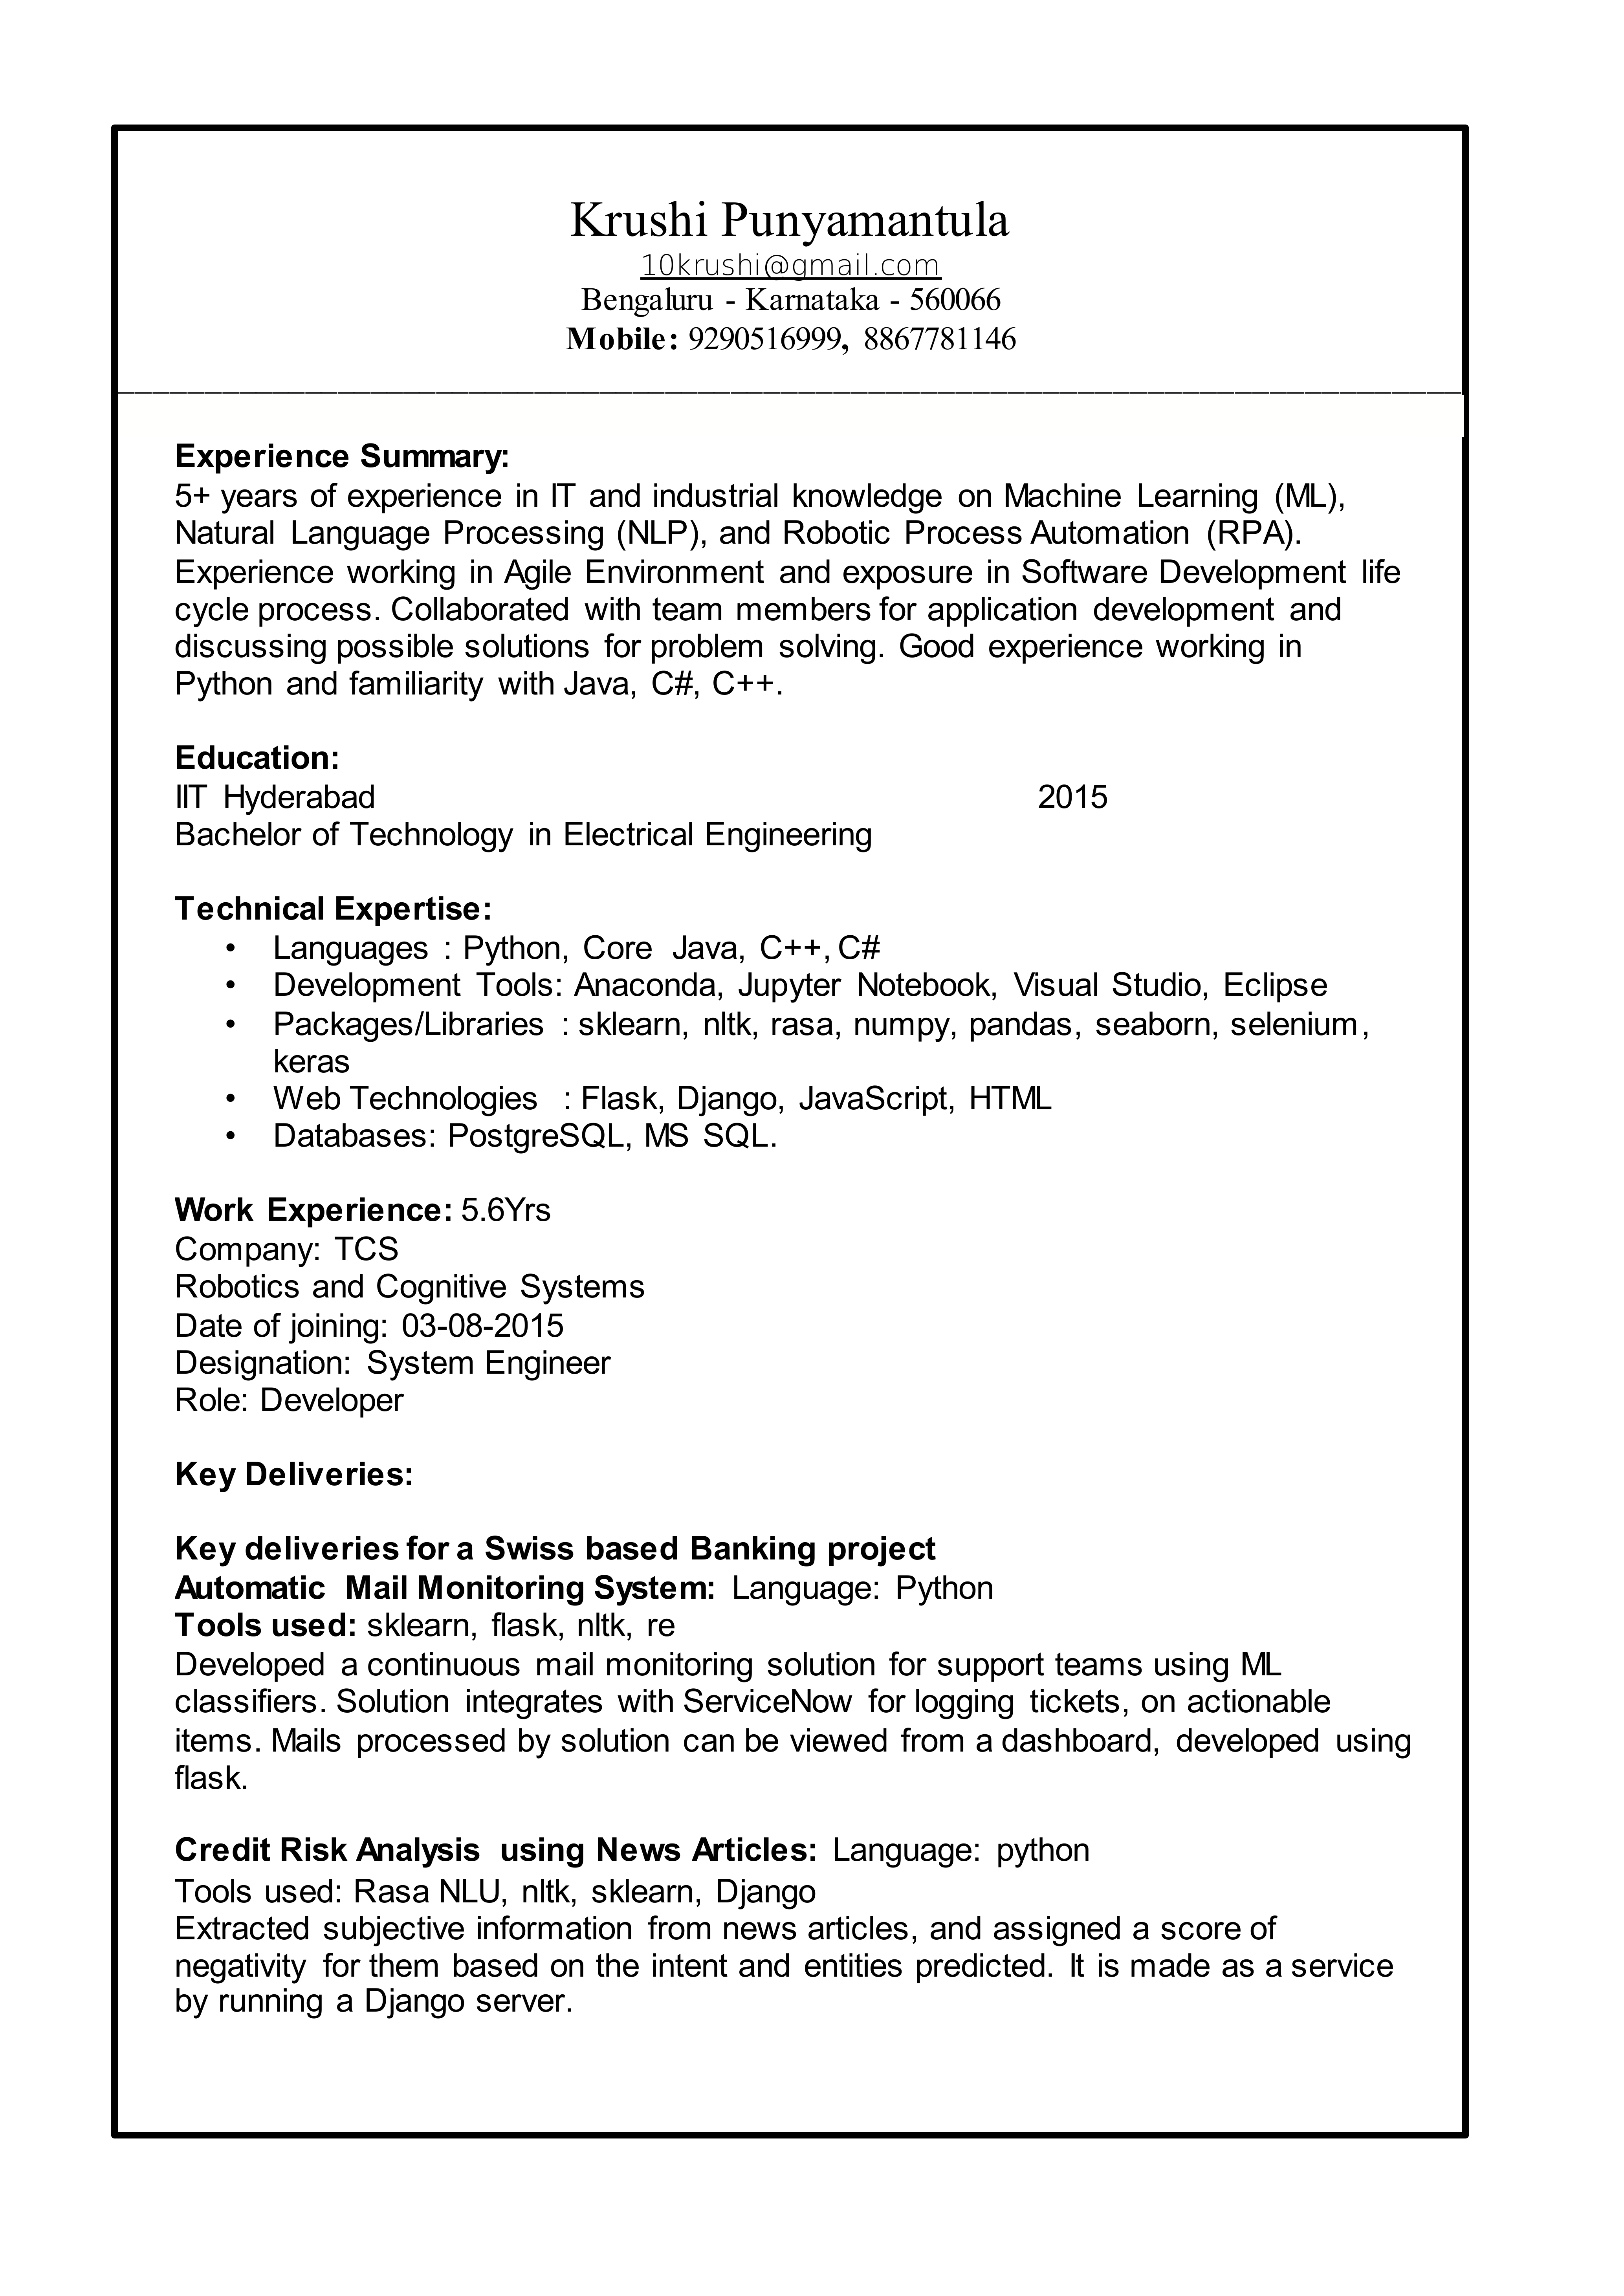 Krushi Punyamantula
10krushi@gmail.com
Bengaluru - Karnataka - 560066
Mobile: 9290516999, 8867781146
Experience Summary:
5+ years of experience in IT and industrial knowledge on Machine Learning (ML),
Natural Language Processing (NLP), and Robotic Process Automation (RPA).
Experience working in Agile Environment and exposure in Software Development life
cycle process. Collaborated with team members for application development and
discussing possible solutions for problem solving. Good experience working in
Python and familiarity with Java, C#, C++.
Education:
IIT Hyderabad 2015
Bachelor of Technology in Electrical Engineering
Technical Expertise:
• Languages : Python, Core Java, C++, C#
• Development Tools: Anaconda, Jupyter Notebook, Visual Studio, Eclipse
• Packages/Libraries : sklearn, nltk, rasa, numpy, pandas, seaborn, selenium,
keras
• Web Technologies : Flask, Django, JavaScript, HTML
• Databases: PostgreSQL, MS SQL.
Work Experience: 5.6Yrs
Company: TCS
Robotics and Cognitive Systems
Date of joining: 03-08-2015
Designation: System Engineer
Role: Developer
Key Deliveries:
Key deliveries for a Swiss based Banking project
Automatic Mail Monitoring System: Language: Python
Tools used: sklearn, flask, nltk, re
Developed a continuous mail monitoring solution for support teams using ML
classifiers. Solution integrates with ServiceNow for logging tickets, on actionable
items. Mails processed by solution can be viewed from a dashboard, developed using
flask.
Credit Risk Analysis using News Articles: Language: python
Tools used: Rasa NLU, nltk, sklearn, Django
Extracted subjective information from news articles, and assigned a score of
negativity for them based on the intent and entities predicted. It is made as a service
by running a Django server.